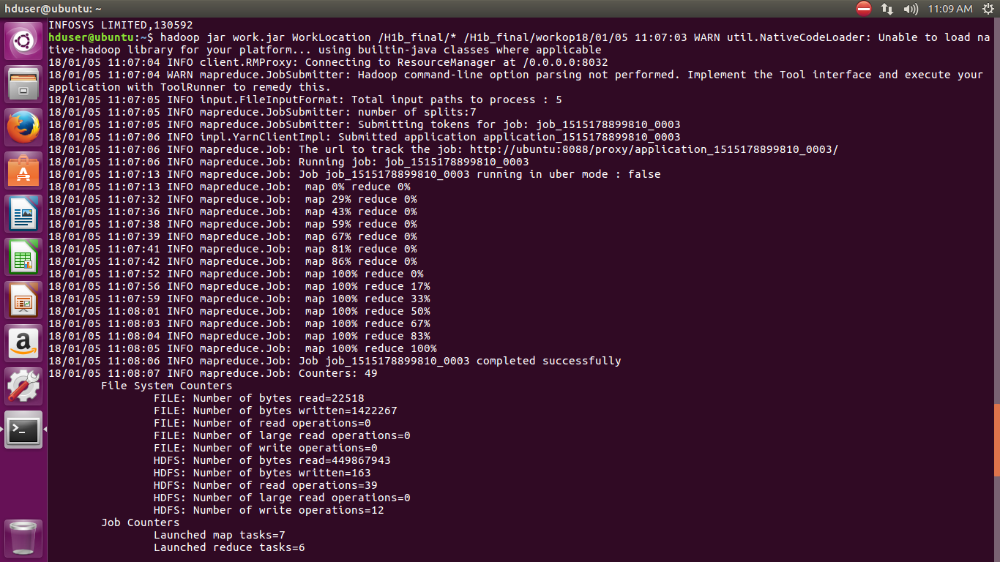 hduser@ubuntu: ~
11:09 AM
INFOSYS LIMITED,130592
hduser@ubuntu:~$ hadoop jar work.jar WorkLocation /H1b_final/* /H1b_final/workop18/01/05 11:07:03 WARN util.NativeCodeLoader: Unable to load na
tive-hadoop library for your platform... using builtin-java classes where applicable
18/01/05 11:07:04 INFO client.RMProxy: Connecting to ResourceManager at /0.0.0.0:8032
18/01/05 11:07:04 WARN mapreduce.JobSubmitter: Hadoop command-line option parsing not performed. Implement the Tool interface and execute your
application with ToolRunner to remedy this.
18/01/05 11:07:05 INFO input.FileInputFormat: Total input paths to process : 5
18/01/05 11:07:05 INFO mapreduce.JobSubmitter: number of splits:7
18/01/05 11:07:05 INFO mapreduce.JobSubmitter: Submitting tokens for job: job_1515178899810_0003
18/01/05 11:07:06 INFO impl.YarnClientImpl: Submitted application application_1515178899810_0003
18/01/05 11:07:06 INFO mapreduce.Job: The url to track the job: http://ubuntu:8088/proxy/application_1515178899810_0003/
18/01/05 11:07:06 INFO mapreduce.Job: Running job: job_1515178899810_0003
18/01/05 11:07:13 INFO mapreduce.Job: Job job_1515178899810_0003 running in uber mode : false
18/01/05 11:07:13 INFO mapreduce.Job:  map 0% reduce 0%
18/01/05 11:07:32 INFO mapreduce.Job:  map 29% reduce 0%
18/01/05 11:07:36 INFO mapreduce.Job:  map 43% reduce 0%
18/01/05 11:07:38 INFO mapreduce.Job:  map 59% reduce 0%
18/01/05 11:07:39 INFO mapreduce.Job:  map 67% reduce 0%
18/01/05 11:07:41 INFO mapreduce.Job:  map 81% reduce 0%
18/01/05 11:07:42 INFO mapreduce.Job:  map 86% reduce 0%
18/01/05 11:07:52 INFO mapreduce.Job:  map 100% reduce 0%
18/01/05 11:07:56 INFO mapreduce.Job:  map 100% reduce 17%
18/01/05 11:07:59 INFO mapreduce.Job:  map 100% reduce 33%
18/01/05 11:08:01 INFO mapreduce.Job:  map 100% reduce 50%
18/01/05 11:08:03 INFO mapreduce.Job:  map 100% reduce 67%
18/01/05 11:08:04 INFO mapreduce.Job:  map 100% reduce 83%
18/01/05 11:08:05 INFO mapreduce.Job:  map 100% reduce 100%
18/01/05 11:08:06 INFO mapreduce.Job: Job job_1515178899810_0003 completed successfully
18/01/05 11:08:07 INFO mapreduce.Job: Counters: 49
File System Counters
FILE: Number of bytes read=22518
FILE: Number of bytes written=1422267
FILE: Number of read operations=0
FILE: Number of large read operations=0
FILE: Number of write operations=0
HDFS: Number of bytes read=449867943
HDFS: Number of bytes written=163
HDFS: Number of read operations=39
HDFS: Number of large read operations=0
HDFS: Number of write operations=12
Job Counters
Launched map tasks=7
Launched reduce tasks=6